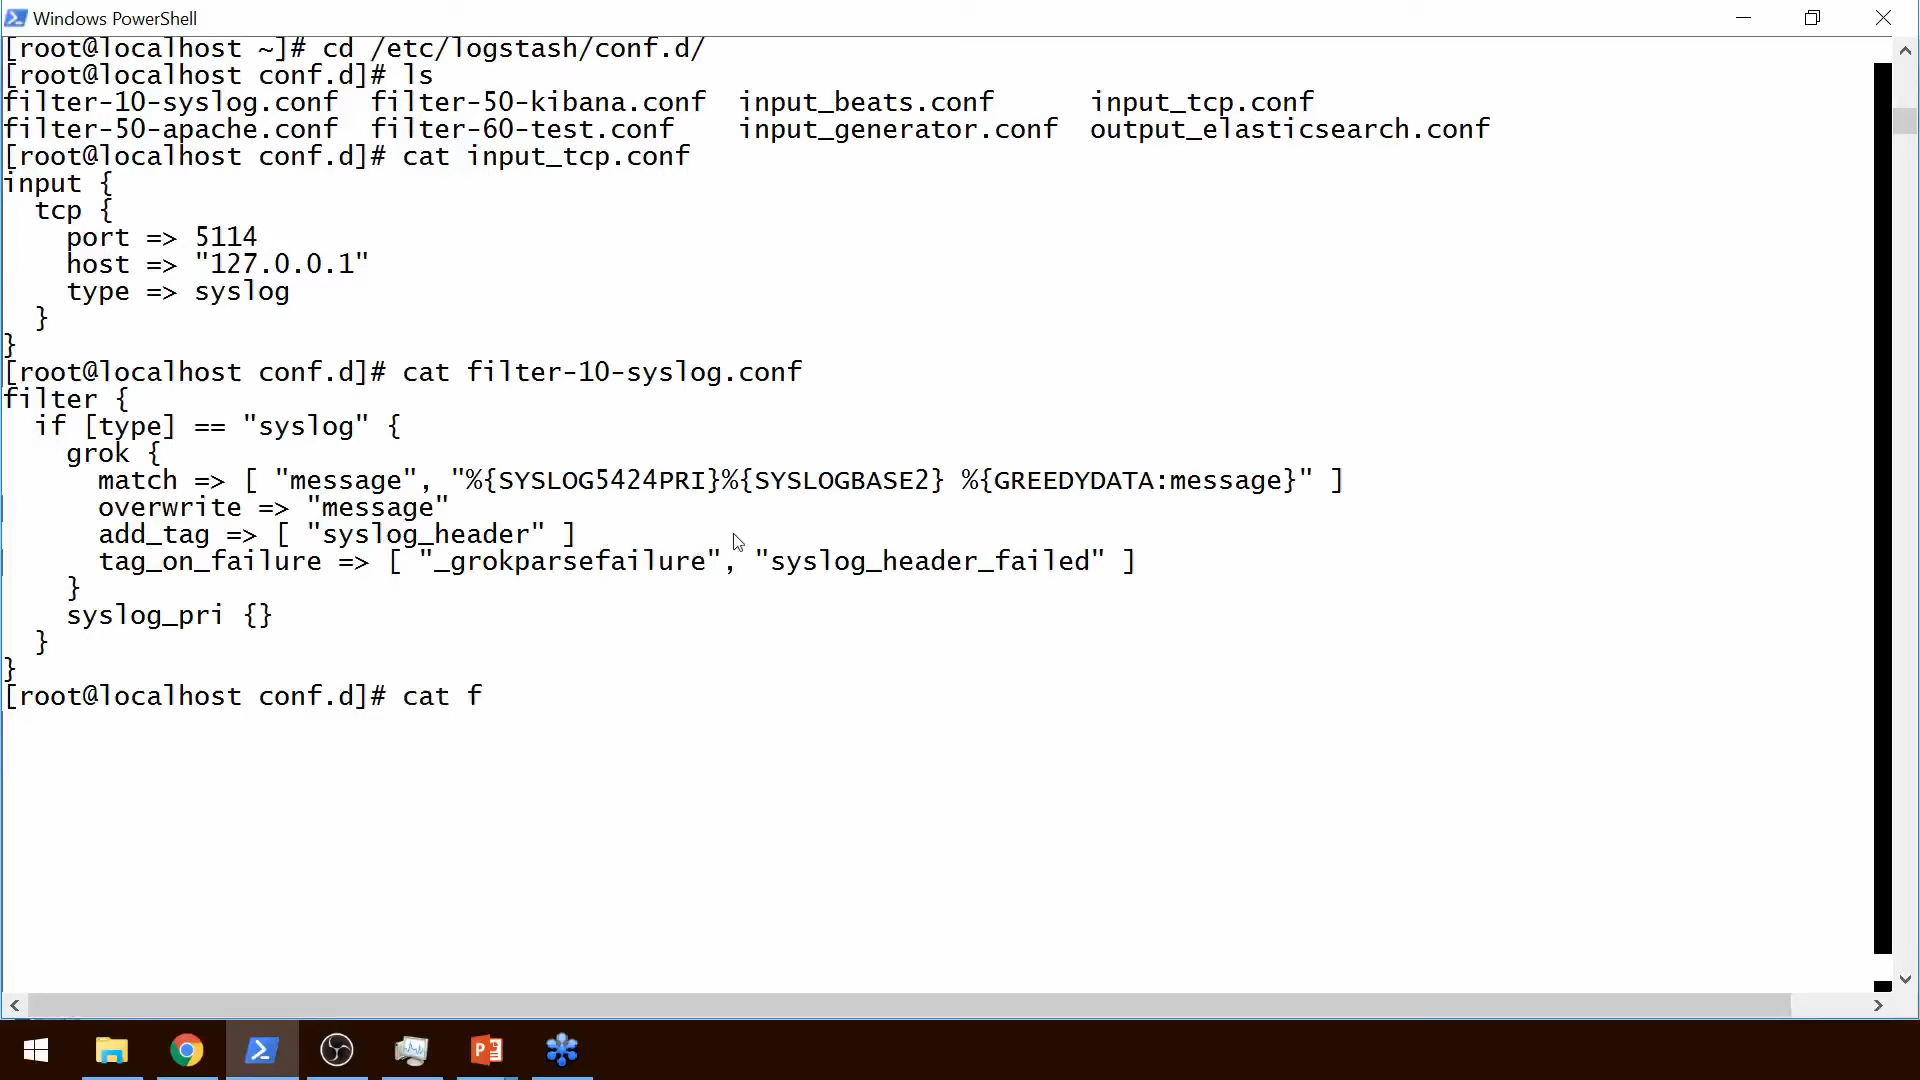 Windows PowerShell
[root@localhost ~]# cd /etc/logstash/conf.d/
[root@localhost conf.d]# ls
filter-10-syslog.conf  filter-50-kibana.conf  input_beats.conf      input_tcp.conf
filter-50-apache.conf  filter-60-test.conf    input_generator.conf  output_elasticsearch.conf
[root@localhost conf.d]# cat input_tcp.conf
input {
  tcp {
    port => 5114
    host => "127.0.0.1"
    type => syslog
  }
}
[root@localhost conf.d]# cat filter-10-syslog.conf
filter {
  if [type] == "syslog" {
    grok {
      match => [ "message", "%{SYSLOG5424PRI}%{SYSLOGBASE2} %{GREEDYDATA:message}" ]
      overwrite => "message"
      add_tag => [ "syslog_header" ]
      tag_on_failure => [ "_grokparsefailure", "syslog_header_failed" ]
    }
    syslog_pri {}
  }
}
[root@localhost conf.d]# cat f